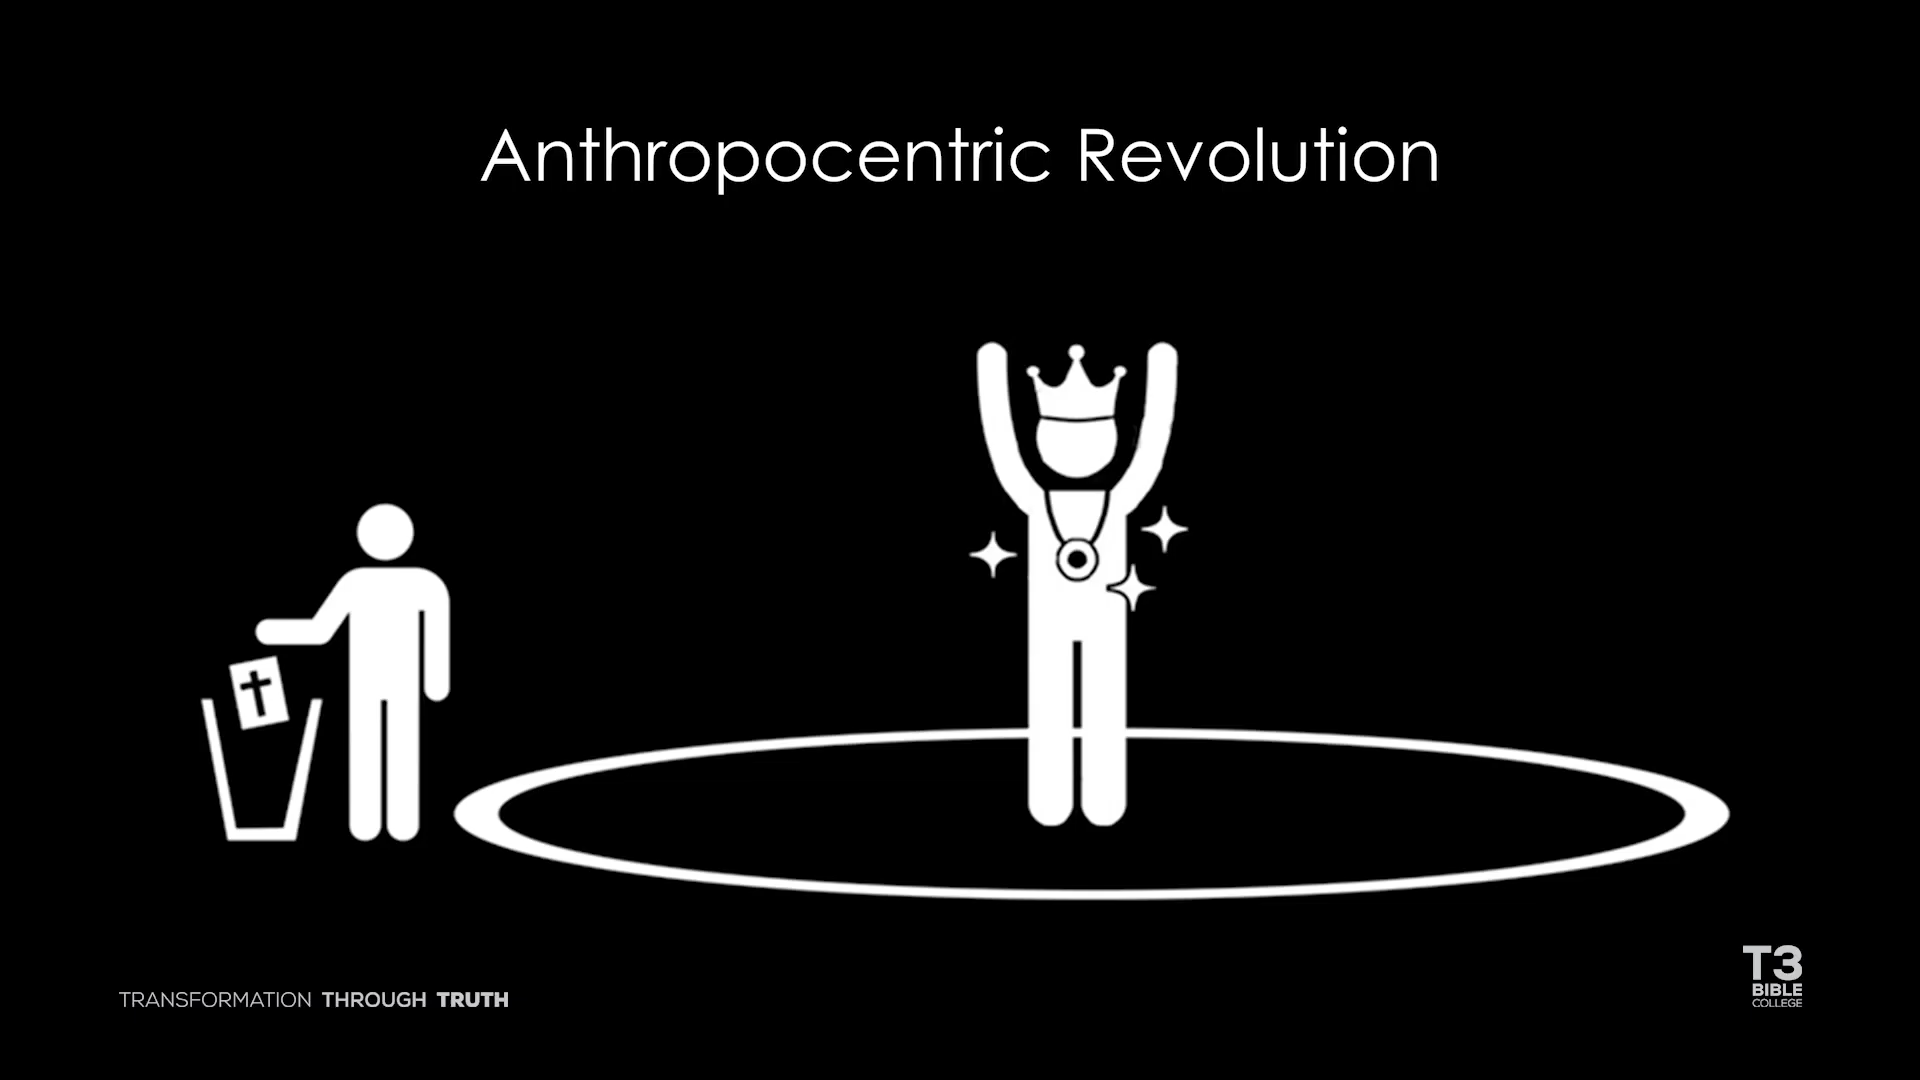 Anthropocentric Revolution
TRANSFORMATION THROUGH TRUTH
T3
BIBLE
COLLEGE